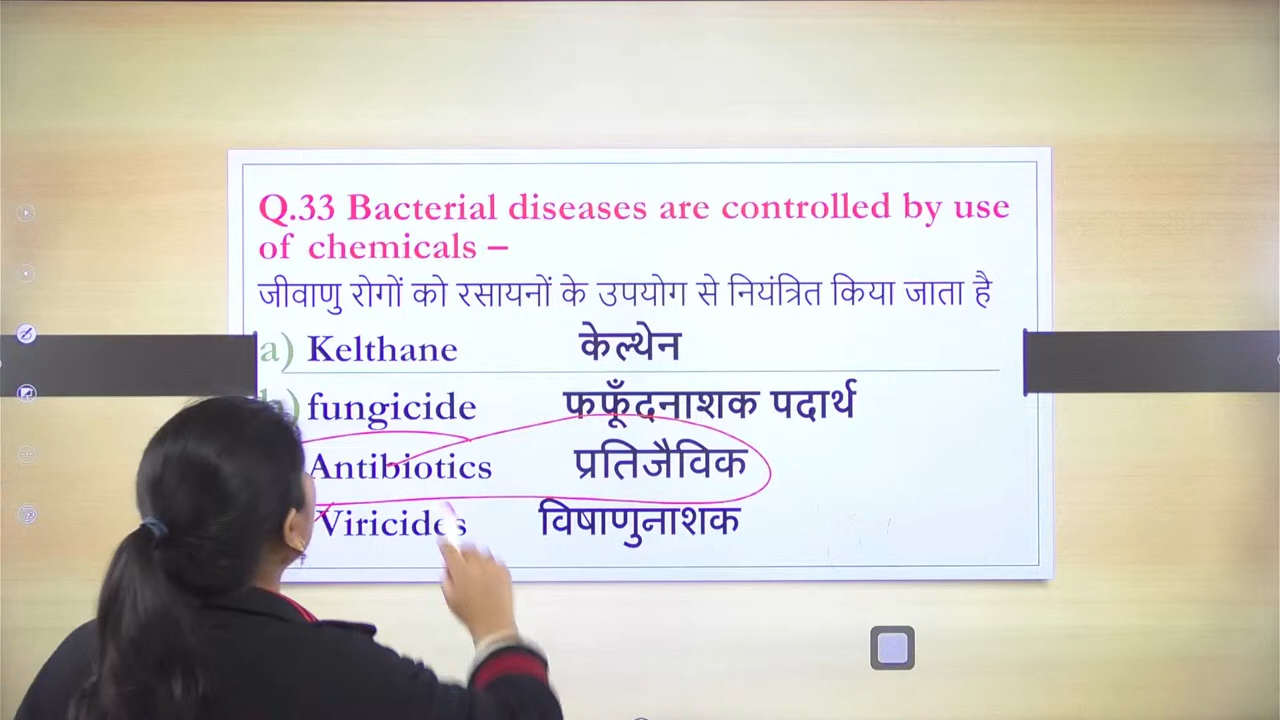 Q.33 Bacterial diseases are controlled by use
of chemicals –
जीवाणु रोगों को रसायनों के उपयोग से नियंत्रित किया जाता है
a) Kelthane केल्थेन
b) fungicide फफूँदनाशक पदार्थ
Antibiotics प्रतिजैविक
Viricides विषाणुनाशक